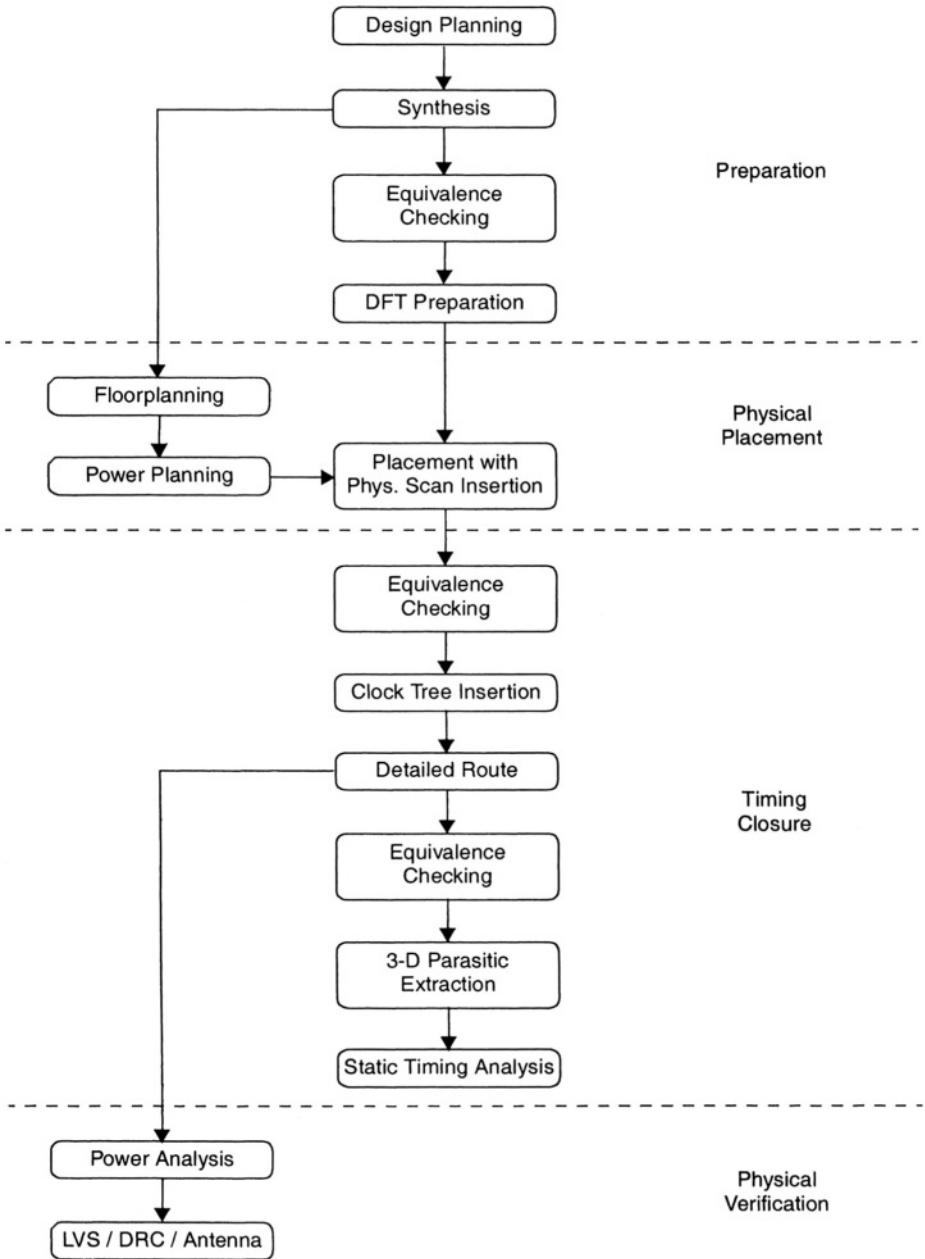 Design Planning
Synthesis
Preparation
Equivalence
Checking
DFT Preparation
Floorplanning
Physical
Placement
Power Planning
Placement with
Phys. Scan Insertion
Equivalence
Checking
Clock Tree Insertion
Detailed Route
Timing
Closure
Equivalence
Checking
3-D Parasitic
Extraction
Static Timing Analysis
Power Analysis
Physical
Verification
LVS / DRC / Antenna